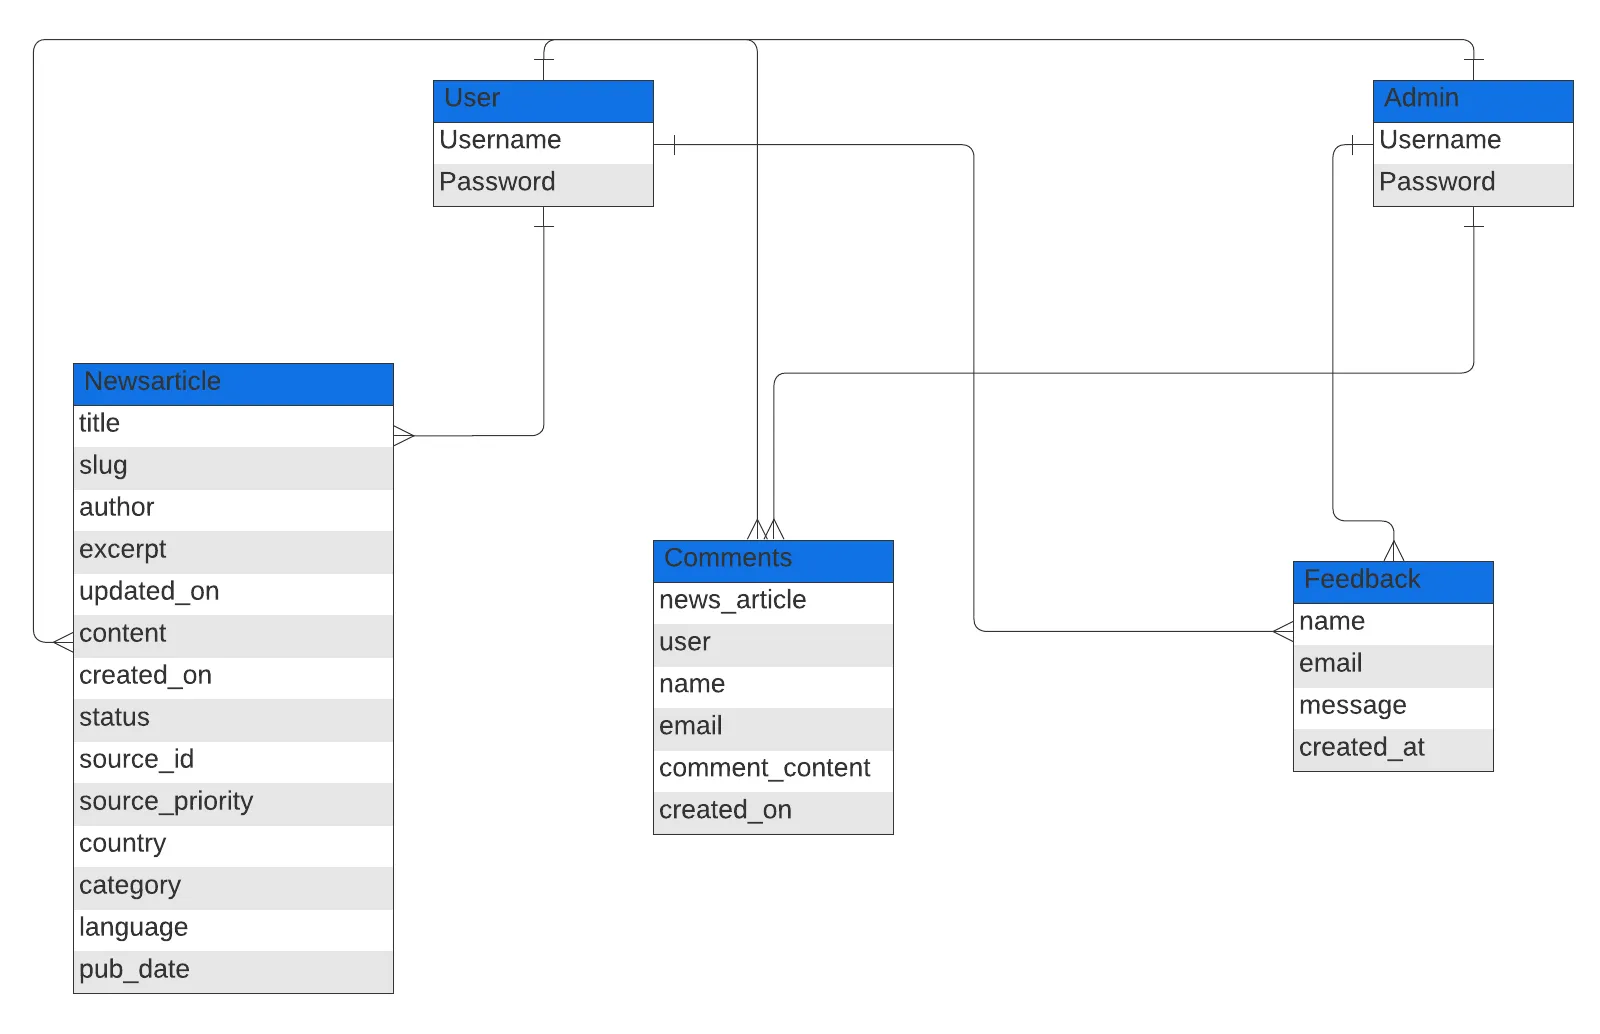 User
Username
Password
Admin
Username
Password
Newsarticle
title
slug
author
excerpt
updated_on
content
created_on
status
source_id
source_priority
country
category
language
pub_date
Comments
news_article
user
name
email
comment_content
created_on
Feedback
name
email
message
created_at